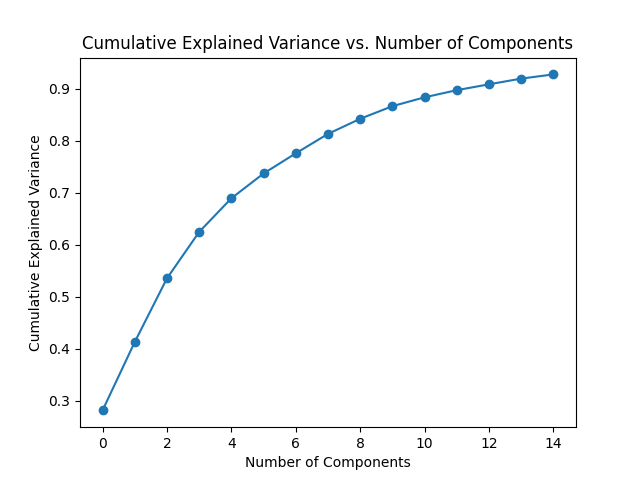 Cumulative Explained Variance vs. Number of Components
0.9
0.8
0.7
0.6
0.5
0.4
0.3
Cumulative Explained Variance
0 2 4 6 8 10 12 14
Number of Components